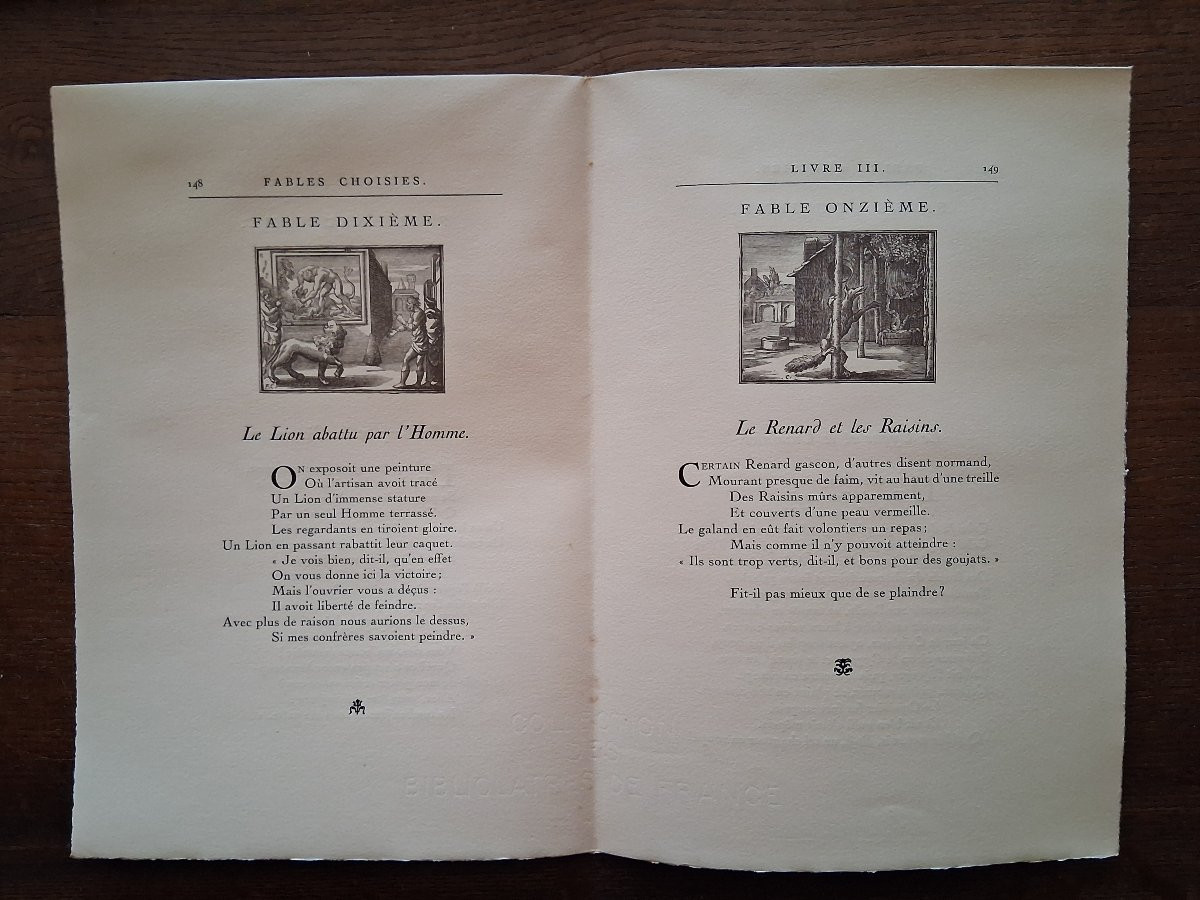 148 FABLES CHOISIES.
FABLE DIXIÈME.
Le Lion abattu par l'Homme.
ON exposoit une peinture
Où l'artisan avoit tracé
Un Lion d'immense stature
Par un seul Homme terrassé.
Les regardants en tiroient gloire.
Un Lion en passant rabattit leur caquet.
« Je vois bien, dit-il, qu'en effet
On vous donne ici la victoire;
Mais l'ouvrier vous a déçus :
Il avoit liberté de feindre.
Avec plus de raison nous aurions le dessus,
Si mes confrères savoient peindre. »
LIVRE III. 149
FABLE ONZIÈME.
Le Renard et les Raisins.
CERTAIN Renard gascon, d'autres disent normand,
Mourant presque de faim, vit au haut d'une treille
Des Raisins mûrs apparemment,
Et couverts d'une peau vermeille.
Le galand en eût fait volontiers un repas;
Mais comme il n'y pouvoit atteindre :
« Ils sont trop verts, dit-il, et bons pour des goujats. »
Fit-il pas mieux que de se plaindre?
DE FRANCE